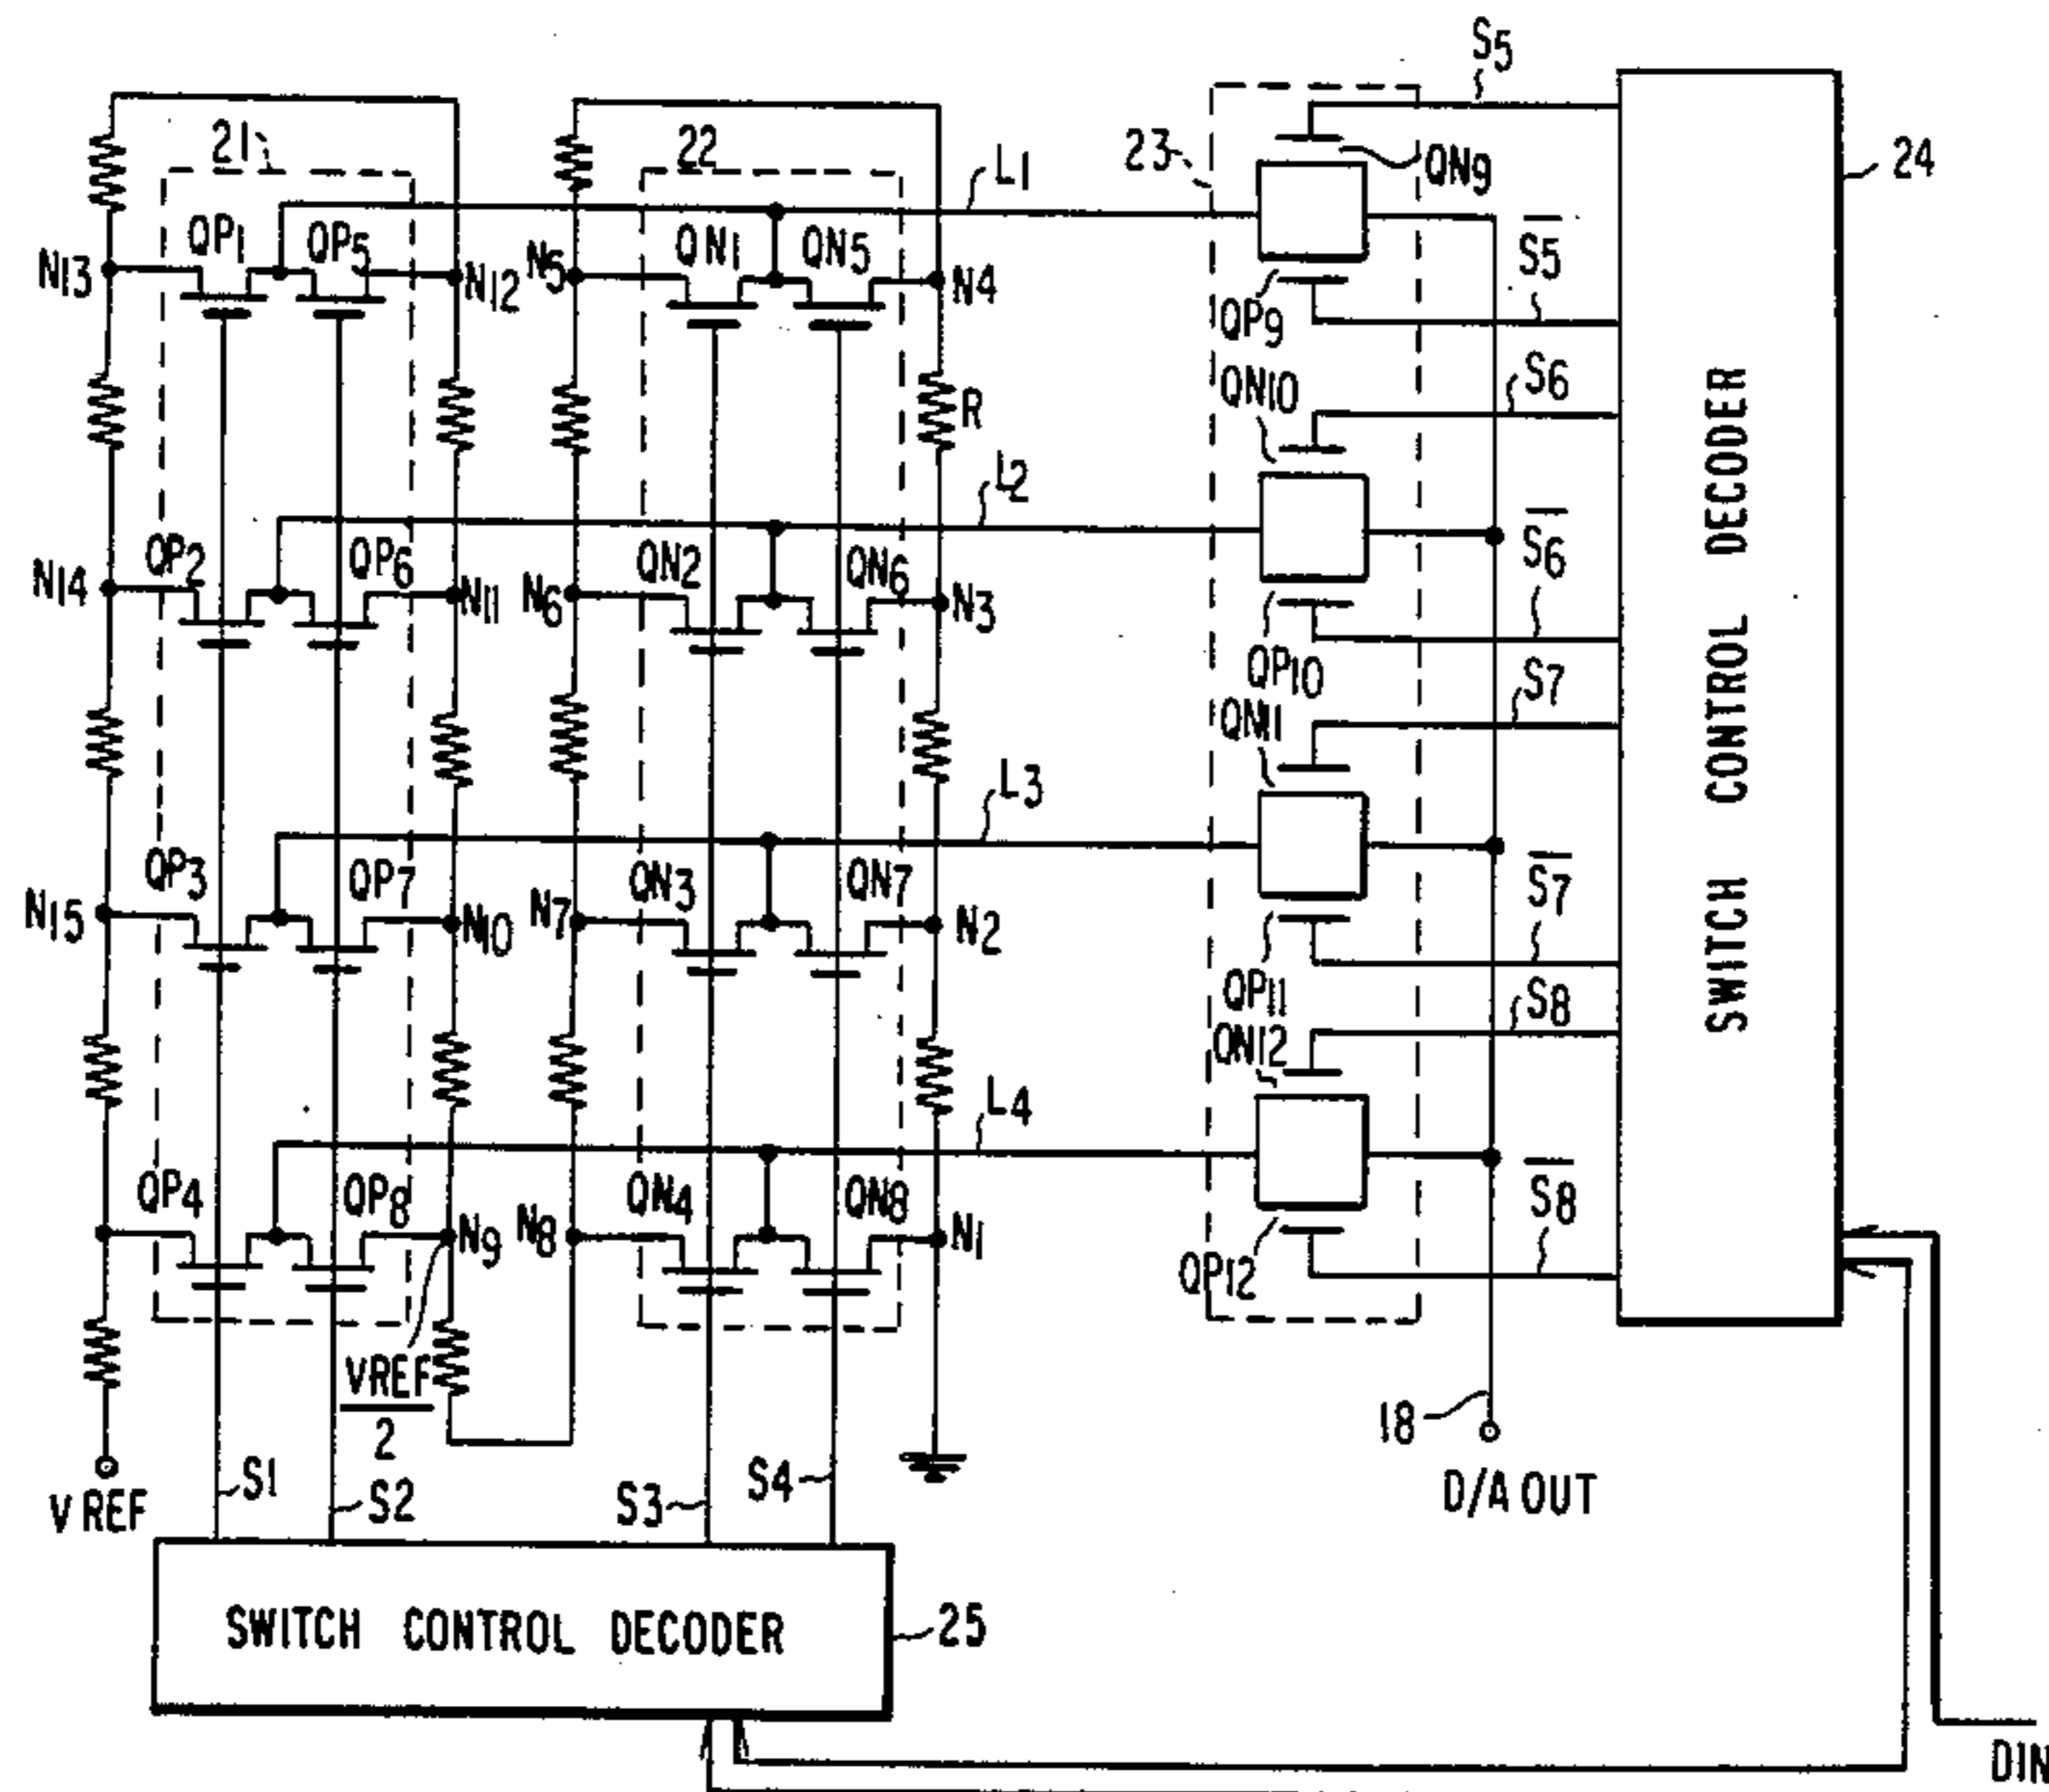 S5
21
22
23
24
L1
QN9
QP1
QP5
QN1
QN5
N13
N12
N5
N4
S5
QP9
R
QN10
S6
L2
QP2
QP6
QN2
QN6
S6
N14
N11
N6
N3
QP10
S7
QN11
SWITCH CONTROL DECODER
L3
QP3
QP7
QN3
QN7
S7
N15
N10
N7
N2
QP11
S8
QN12
L4
QP4
QP8
QN4
QN8
S8
N9
N8
N1
QP12
VREF
2
18
VREF
S1
S2
S3
S4
D/A OUT
SWITCH CONTROL DECODER
25
DIN